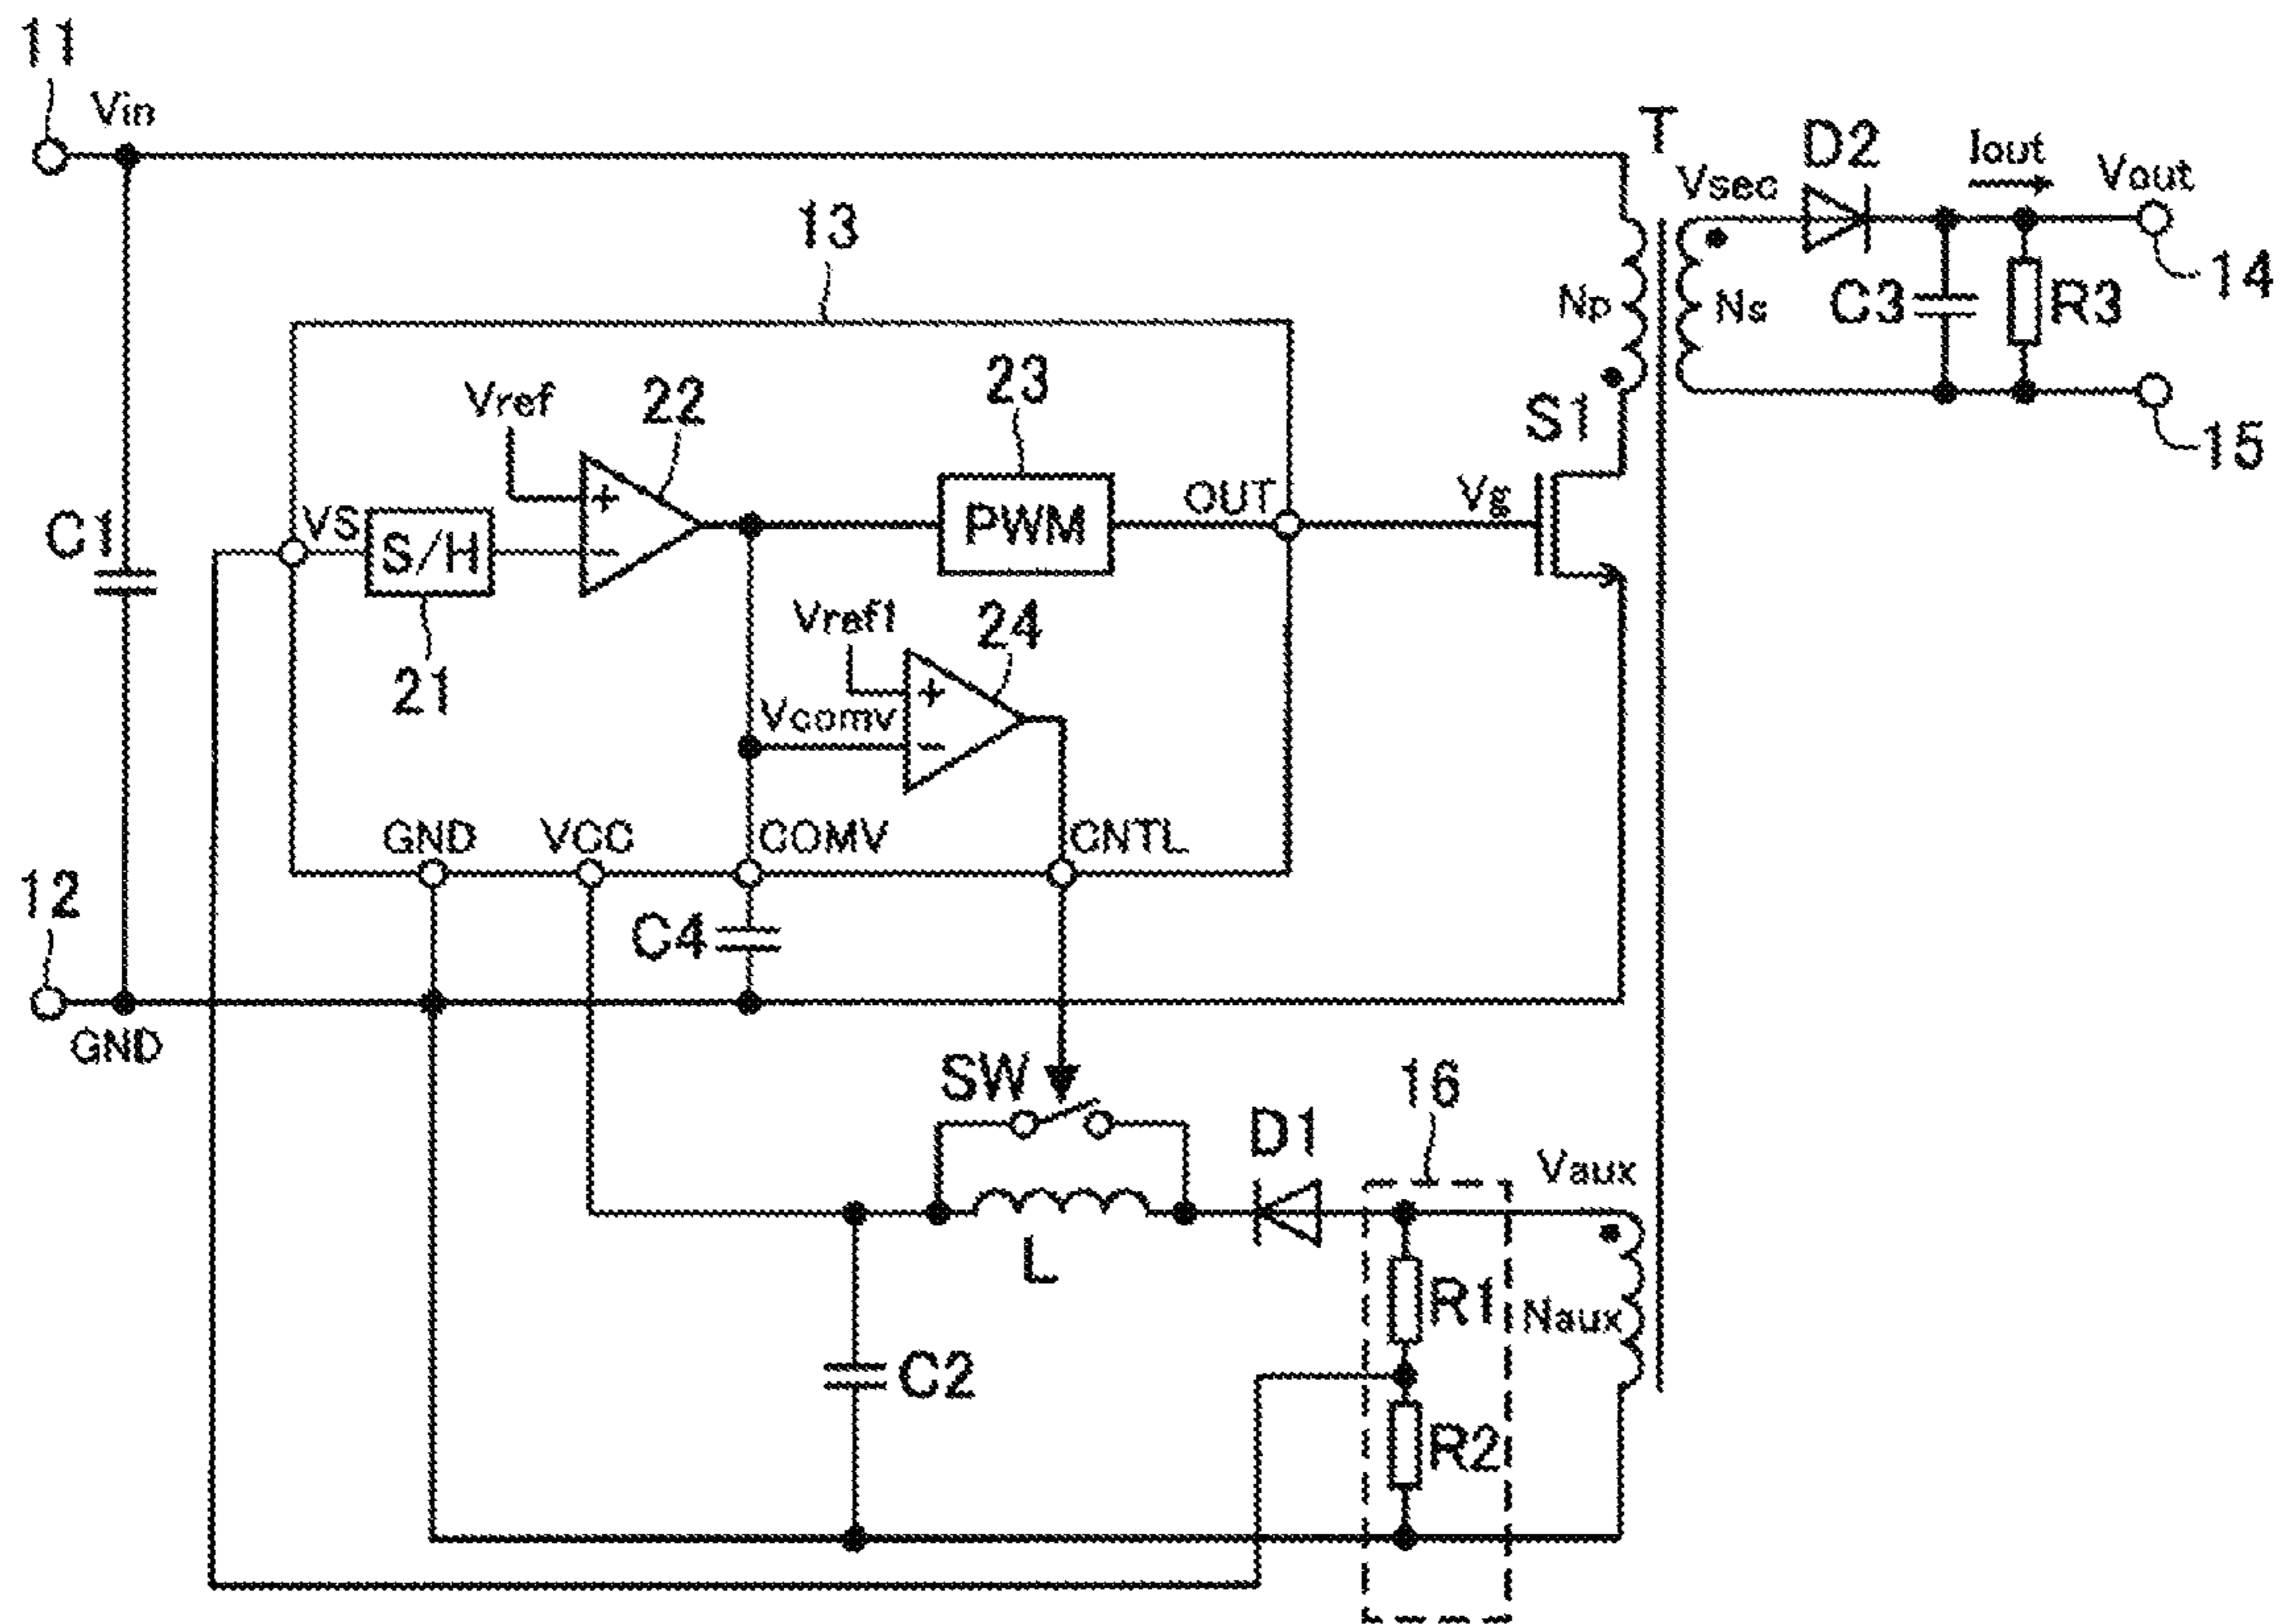 11
Vin
T
D2
Iout
Vout
Vsec
13
14
Np
Ns
C3
R3
23
Vref
22
S1
15
OUT
Vg
C1
VS
S/H
PWM
+
−
Vref1
24
21
+
Vcomv
−
GND
VCC
COMV
CNTL
12
C4
GND
SW
16
D1
Vaux
L
R1
Naux
C2
R2